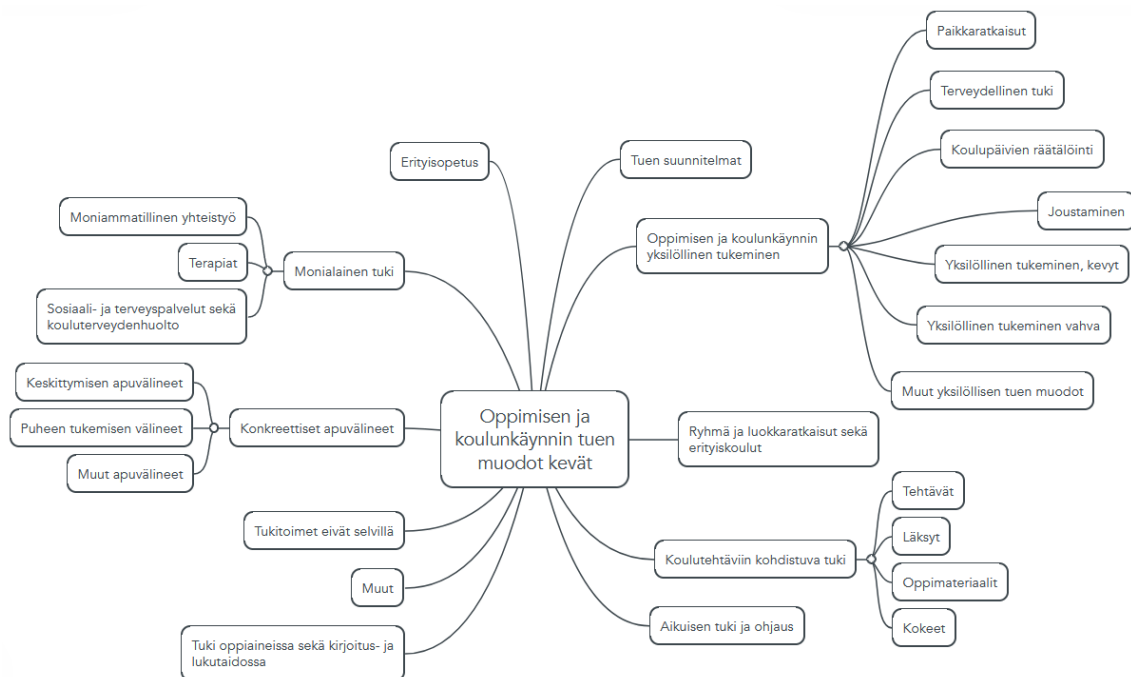 Oppimisen ja
koulunkäynnin tuen
muodot kevät
Tuen suunnitelmat
Oppimisen ja koulunkäynnin
yksilöllinen tukeminen
Paikkaratkaisut
Terveydellinen tuki
Koulupäivien räätälöinti
Joustaminen
Yksilöllinen tukeminen, kevyt
Yksilöllinen tukeminen vahva
Muut yksilöllisen tuen muodot
Ryhmä ja luokkaratkaisut sekä
erityiskoulut
Koulutehtäviin kohdistuva tuki
Tehtävät
Läksyt
Oppimateriaalit
Kokeet
Aikuisen tuki ja ohjaus
Erityisopetus
Monialainen tuki
Moniammatillinen yhteistyö
Terapiat
Sosiaali- ja terveyspalvelut sekä
kouluterveydenhuolto
Konkreettiset apuvälineet
Keskittymisen apuvälineet
Puheen tukemisen välineet
Muut apuvälineet
Tukitoimet eivät selvillä
Muut
Tuki oppiaineissa sekä kirjoitus- ja
lukutaidossa